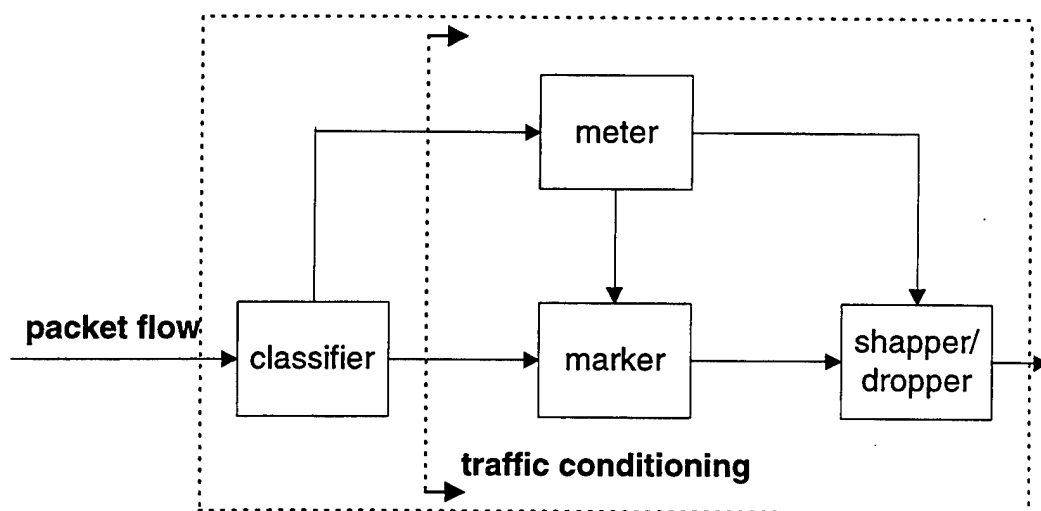 meter
packet flow
classifier
marker
shapper/
dropper
traffic conditioning